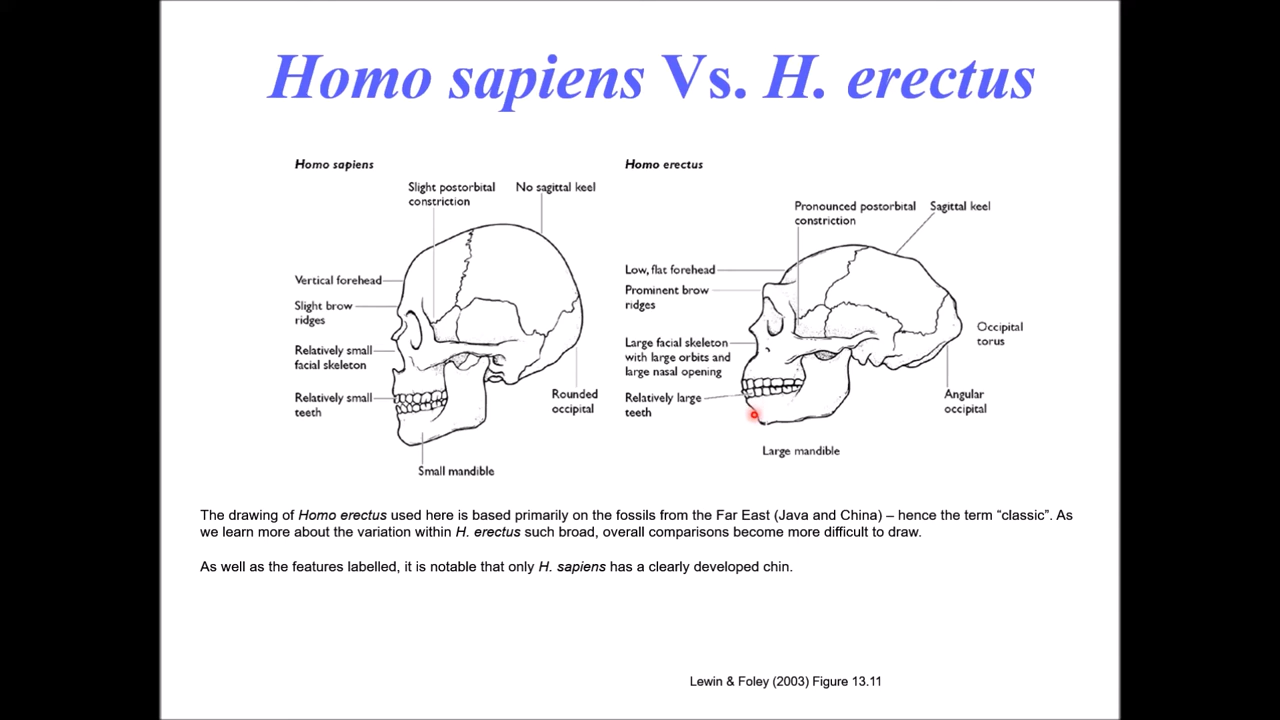 Homo sapiens Vs. H. erectus
Homo sapiens
Slight postorbital
constriction
No sagittal keel
Vertical forehead
Slight brow
ridges
Relatively small
facial skeleton
Relatively small
teeth
Rounded
occipital
Small mandible
Homo erectus
Pronounced postorbital
constriction
Sagittal keel
Low, flat forehead
Prominent brow
ridges
Large facial skeleton
with large orbits and
large nasal opening
Relatively large
teeth
Occipital
torus
Angular
occipital
Large mandible
The drawing of Homo erectus used here is based primarily on the fossils from the Far East (Java and China) – hence the term “classic”. As
we learn more about the variation within H. erectus such broad, overall comparisons become more difficult to draw.
As well as the features labelled, it is notable that only H. sapiens has a clearly developed chin.
Lewin & Foley (2003) Figure 13.11